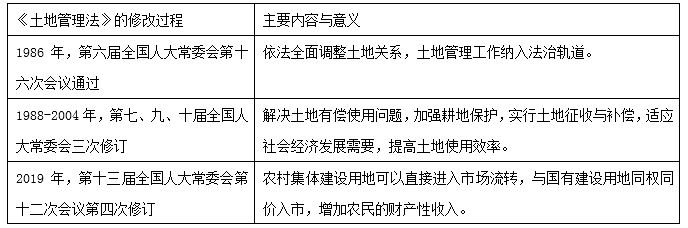 《土地管理法》的修改过程
主要内容与意义
1986 年，第六届全国人大常委会第十
六次会议通过
依法全面调整土地关系，土地管理工作纳入法治轨道。
1988-2004 年，第七、九、十届全国人
大常委会三次修订
解决土地有偿使用问题，加强耕地保护，实行土地征收与补偿，适应
社会经济发展需要，提高土地使用效率。
2019 年，第十三届全国人大常委会第
十二次会议第四次修订
农村集体建设用地可以直接进入市场流转，与国有建设用地同权同
价入市，增加农民的财产性收入。